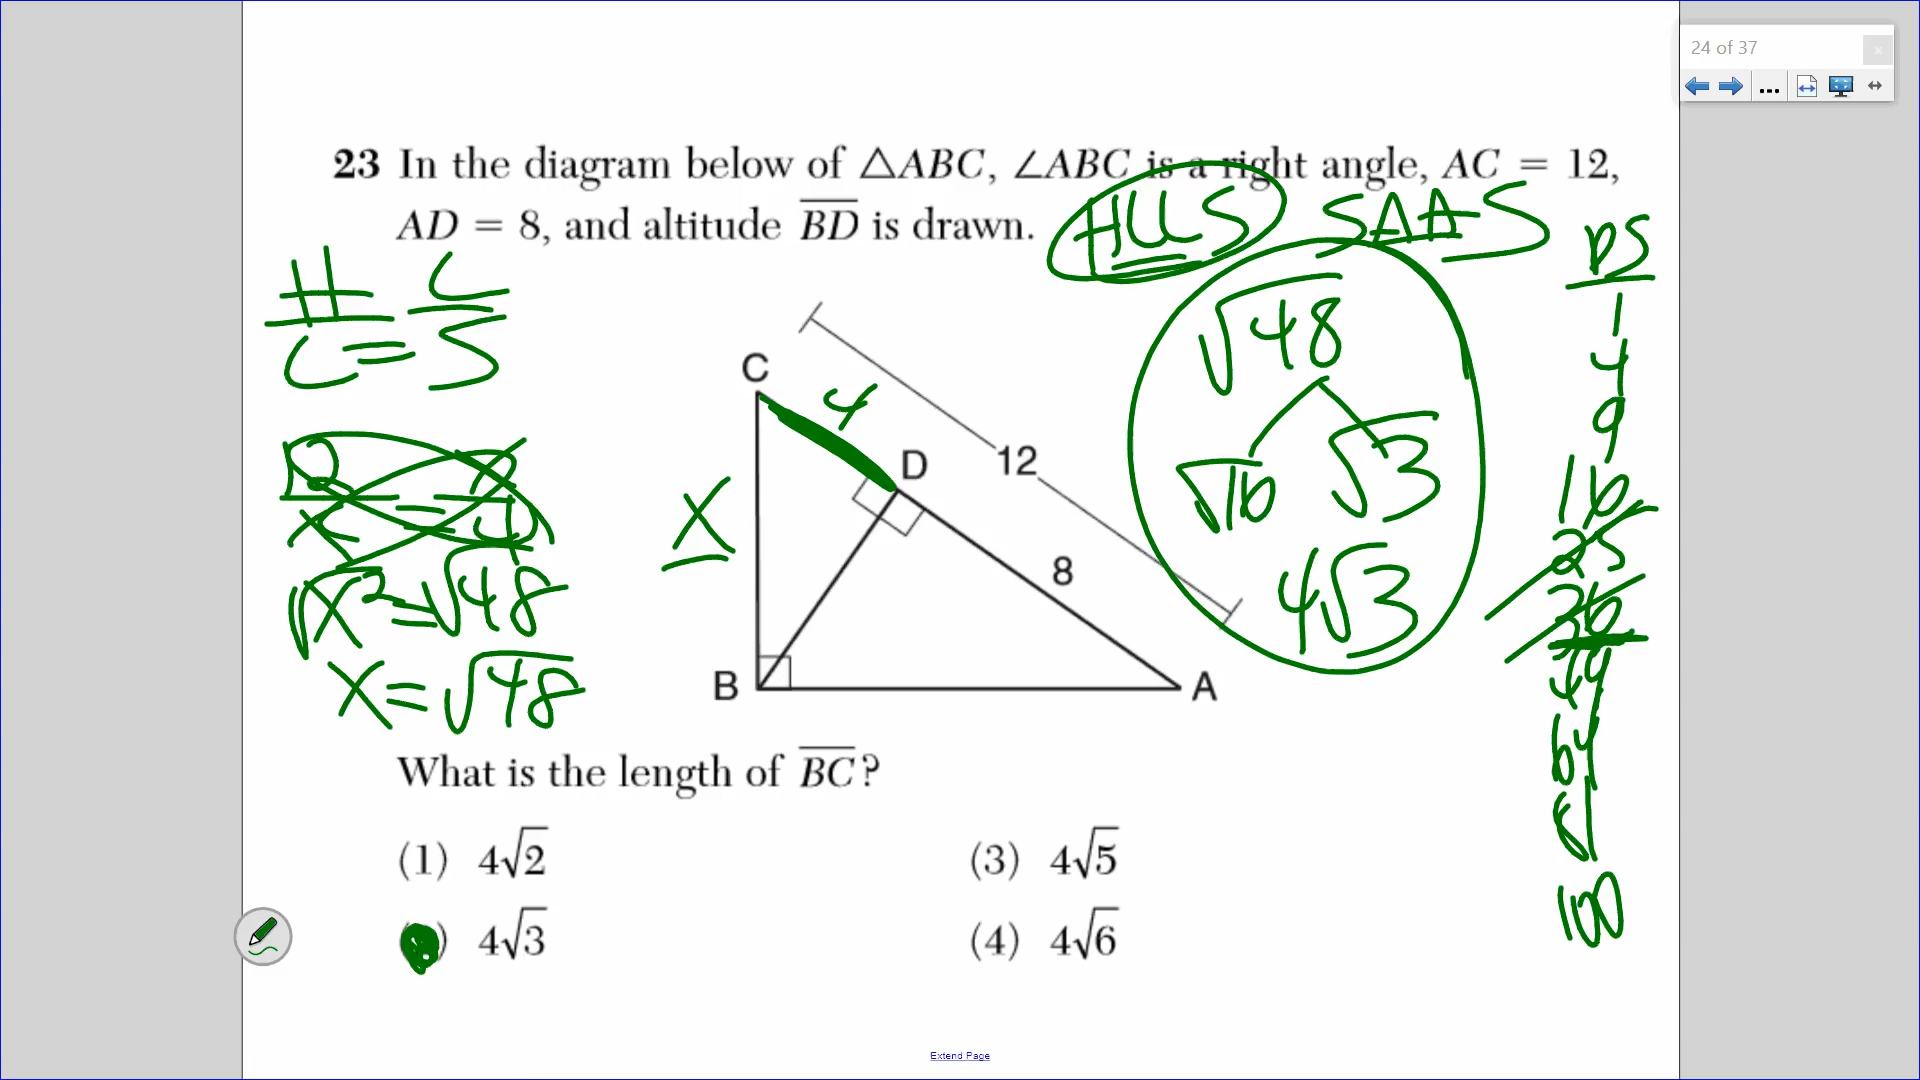 24 of 37
23 In the diagram below of △ABC, ∠ABC is a right angle, AC = 12,
AD = 8, and altitude BD is drawn.
HLLS SAAS
PS
H/L = L/S
1
4
9
16
25
36
49
64
81
100
√48
√16 √3
4√3
C
4
D
12
8
X
B
A
12/x = x/4
√x² = √48
x = √48
What is the length of BC?
(1) 4√2
(3) 4√5
4√3
(4) 4√6
Extend Page